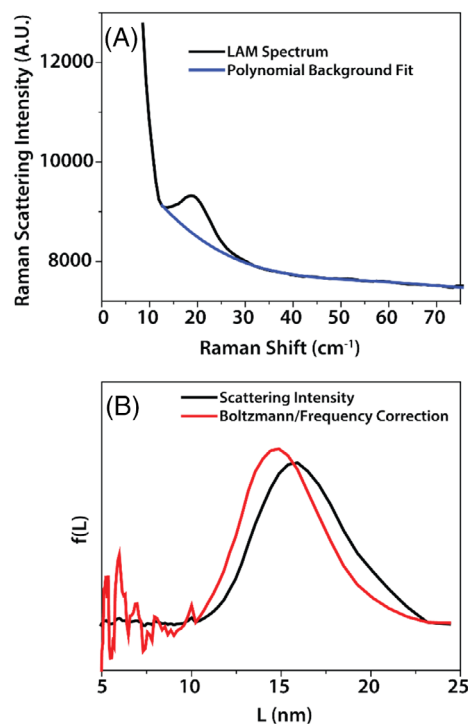 (A)
LAM Spectrum
Polynomial Background Fit
Raman Scattering Intensity (A.U.)
12000
10000
8000
0 10 20 30 40 50 60 70
Raman Shift (cm⁻¹)
(B)
Scattering Intensity
Boltzmann/Frequency Correction
f(L)
5 10 15 20 25
L (nm)